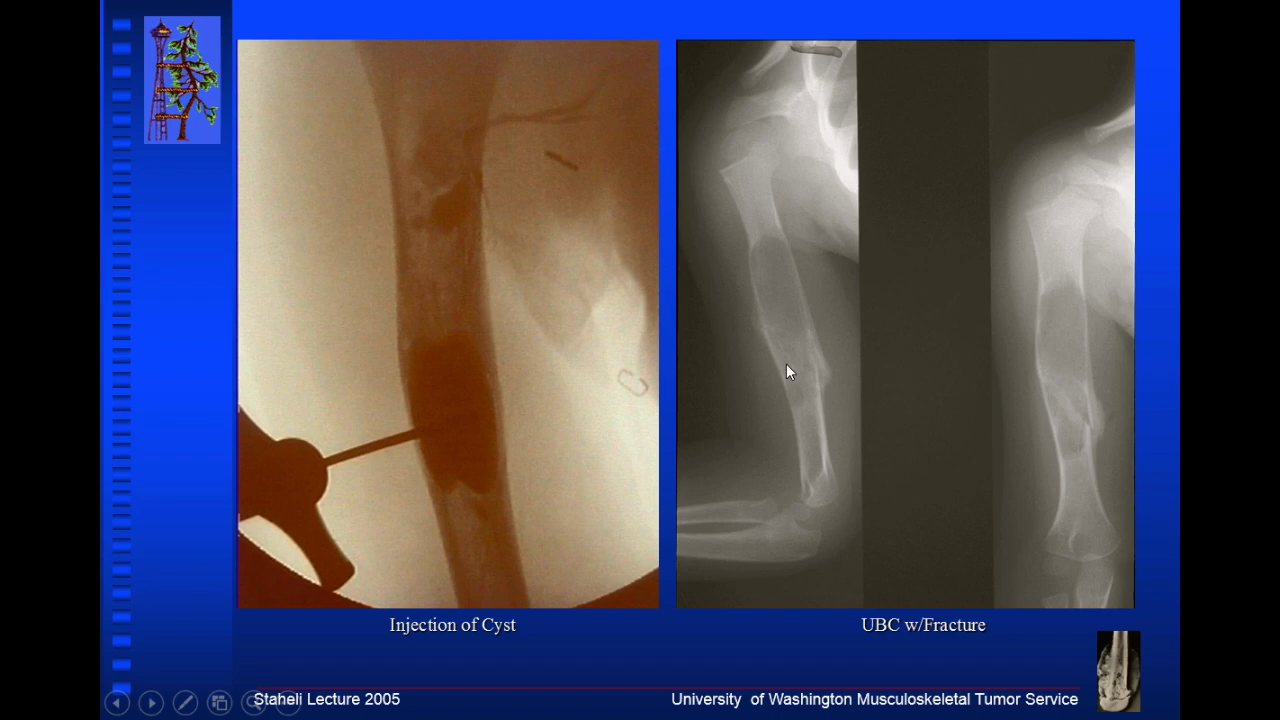 Injection of Cyst
UBC w/Fracture
Staheli Lecture 2005
University of Washington Musculoskeletal Tumor Service